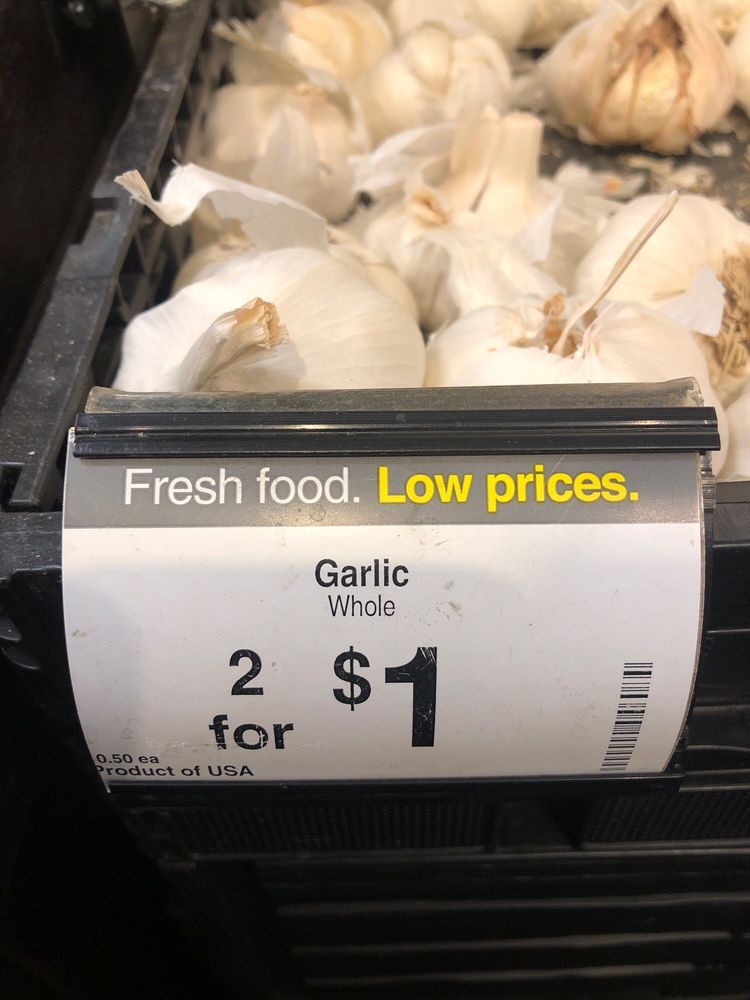 Fresh food. Low prices.
Garlic
Whole
2 for $1
0.50 ea
Product of USA